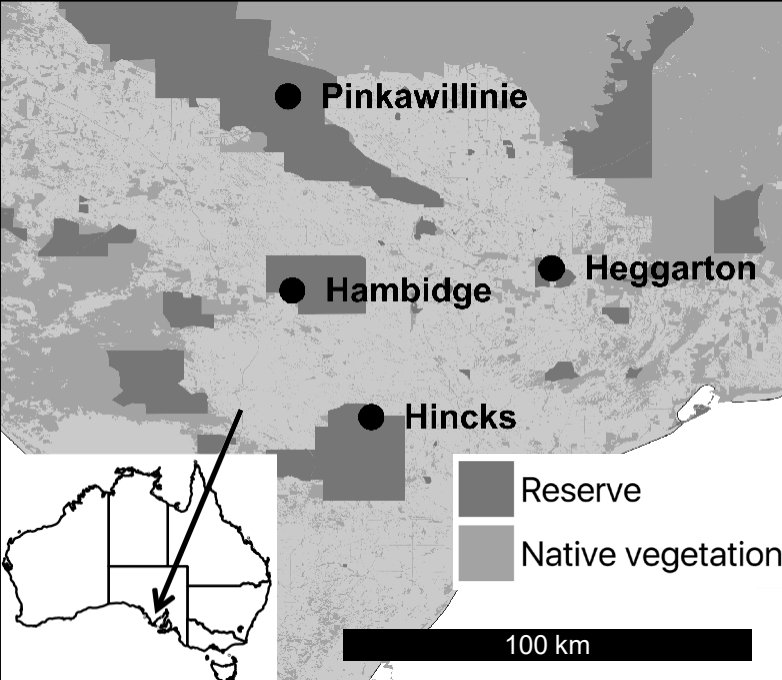 Pinkawillinie
Heggarton
Hambidge
Hincks
Reserve
Native vegetation
100 km